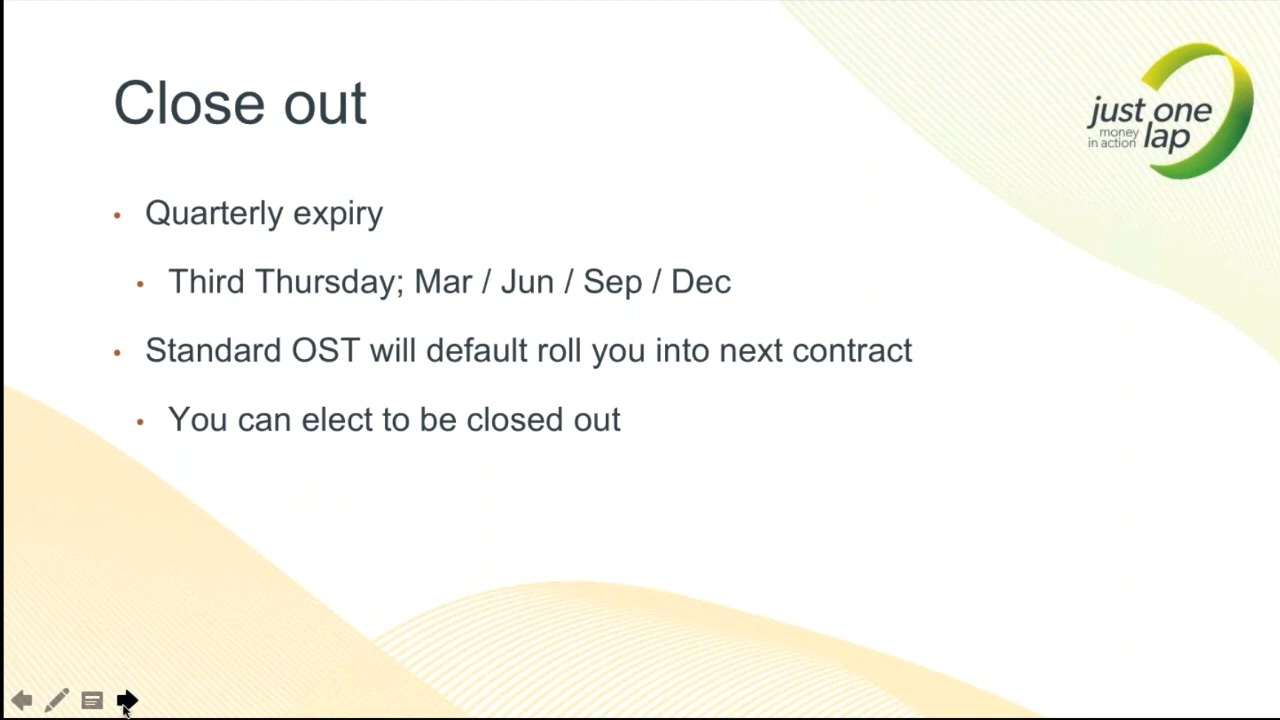 Close out
just one
money
in action lap
• Quarterly expiry
• Third Thursday; Mar / Jun / Sep / Dec
• Standard OST will default roll you into next contract
• You can elect to be closed out